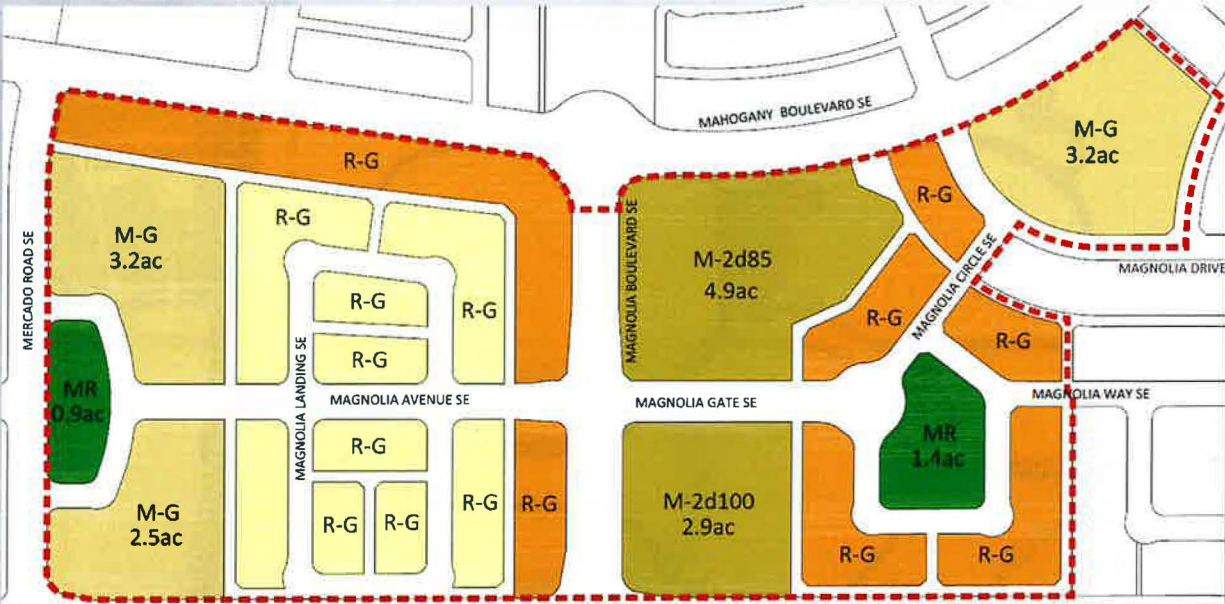 MAHOGANY BOULEVARD SE
M-G
3.2ac
R-G
R-G
R-G
M-G
3.2ac
MERCADO ROAD SE
MAGNOLIA BOULEVARD SE
M-2d85
4.9ac
MAGNOLIA CIRCLE SE
MAGNOLIA DRIVE
R-G
R-G
R-G
R-G
R-G
MR
0.9ac
MAGNOLIA LANDING SE
MAGNOLIA AVENUE SE
MAGNOLIA GATE SE
MAGNOLIA WAY SE
R-G
MR
1.4ac
M-G
2.5ac
R-G
R-G
R-G
R-G
M-2d100
2.9ac
R-G
R-G